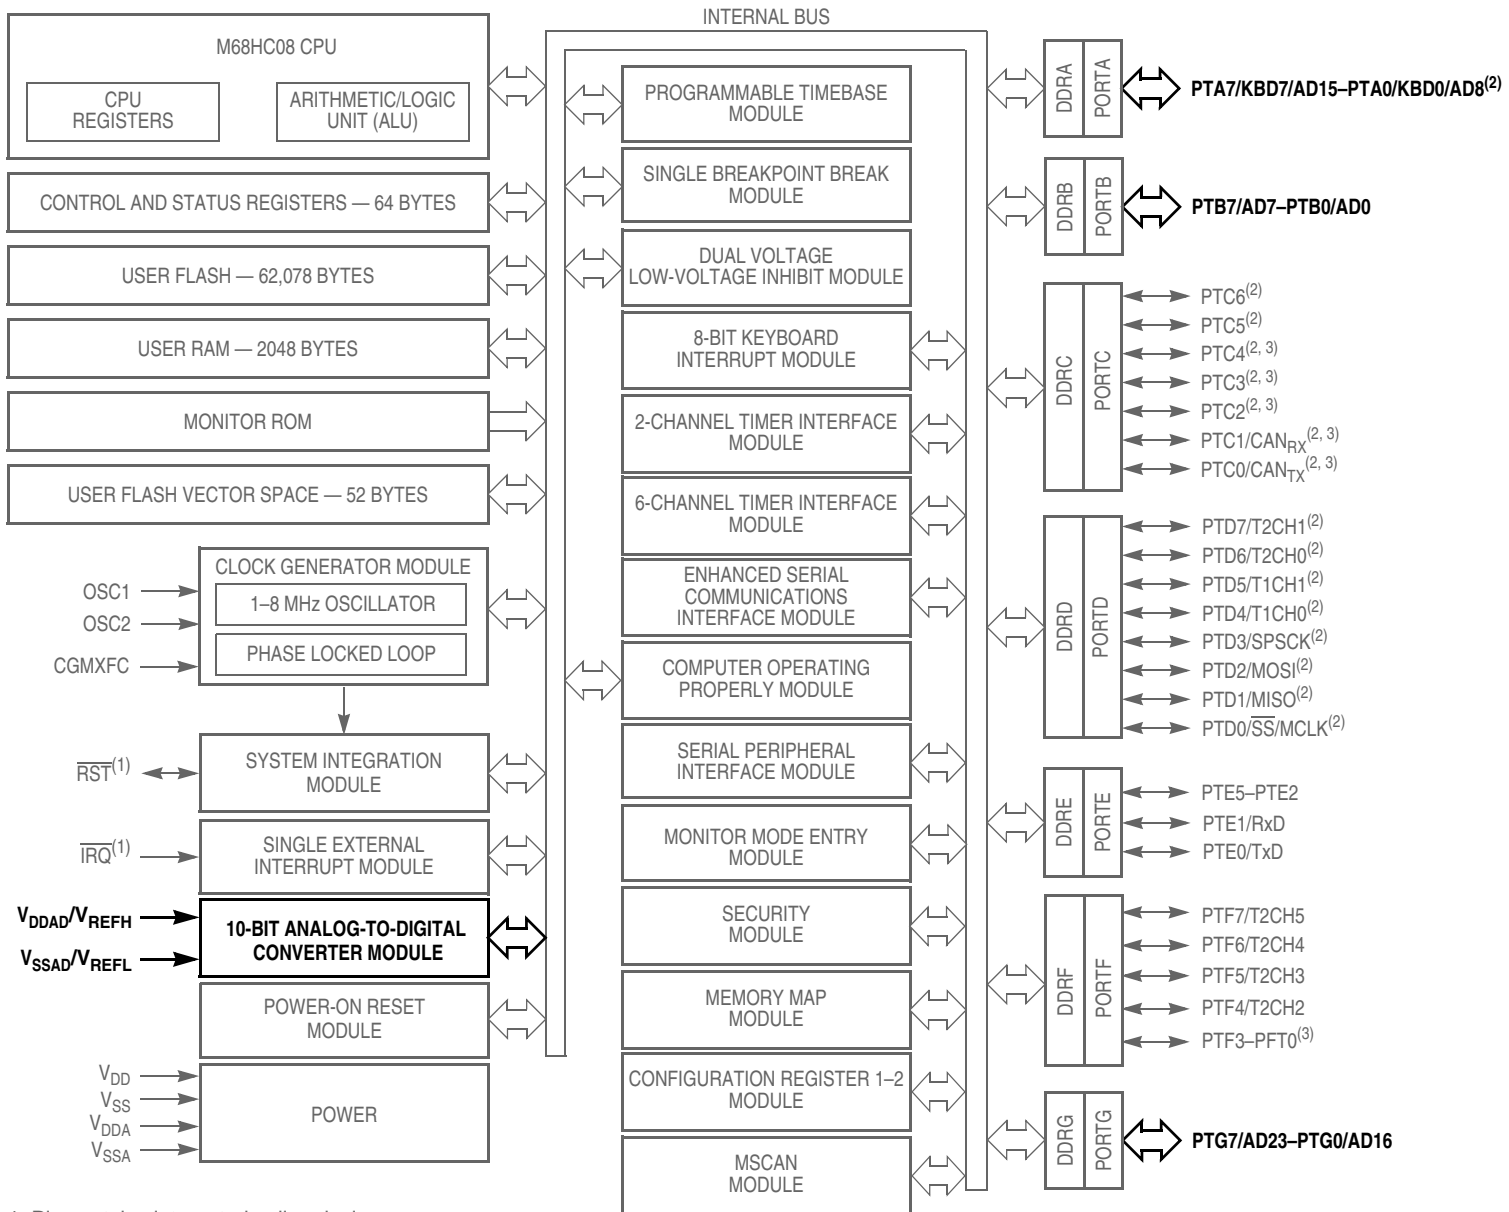 INTERNAL BUS
M68HC08 CPU
CPU
REGISTERS
ARITHMETIC/LOGIC
UNIT (ALU)
CONTROL AND STATUS REGISTERS — 64 BYTES
USER FLASH — 62,078 BYTES
USER RAM — 2048 BYTES
MONITOR ROM
USER FLASH VECTOR SPACE — 52 BYTES
CLOCK GENERATOR MODULE
1–8 MHz OSCILLATOR
PHASE LOCKED LOOP
OSC1
OSC2
CGMXFC
SYSTEM INTEGRATION
MODULE
RST(1)
SINGLE EXTERNAL
INTERRUPT MODULE
IRQ(1)
VDDAD/VREFH
VSSAD/VREFL
10-BIT ANALOG-TO-DIGITAL
CONVERTER MODULE
POWER-ON RESET
MODULE
VDD
VSS
VDDA
VSSA
POWER
PROGRAMMABLE TIMEBASE
MODULE
SINGLE BREAKPOINT BREAK
MODULE
DUAL VOLTAGE
LOW-VOLTAGE INHIBIT MODULE
8-BIT KEYBOARD
INTERRUPT MODULE
2-CHANNEL TIMER INTERFACE
MODULE
6-CHANNEL TIMER INTERFACE
MODULE
ENHANCED SERIAL
COMMUNICATIONS
INTERFACE MODULE
COMPUTER OPERATING
PROPERLY MODULE
SERIAL PERIPHERAL
INTERFACE MODULE
MONITOR MODE ENTRY
MODULE
SECURITY
MODULE
MEMORY MAP
MODULE
CONFIGURATION REGISTER 1–2
MODULE
MSCAN
MODULE
DDRA
PORTA
PTA7/KBD7/AD15–PTA0/KBD0/AD8(2)
DDRB
PORTB
PTB7/AD7–PTB0/AD0
DDRC
PORTC
PTC6(2)
PTC5(2)
PTC4(2, 3)
PTC3(2, 3)
PTC2(2, 3)
PTC1/CANRX(2, 3)
PTC0/CANTX(2, 3)
DDRD
PORTD
PTD7/T2CH1(2)
PTD6/T2CH0(2)
PTD5/T1CH1(2)
PTD4/T1CH0(2)
PTD3/SPSCK(2)
PTD2/MOSI(2)
PTD1/MISO(2)
PTD0/SS/MCLK(2)
DDRE
PORTE
PTE5–PTE2
PTE1/RxD
PTE0/TxD
DDRF
PORTF
PTF7/T2CH5
PTF6/T2CH4
PTF5/T2CH3
PTF4/T2CH2
PTF3–PFT0(3)
DDRG
PORTG
PTG7/AD23–PTG0/AD16